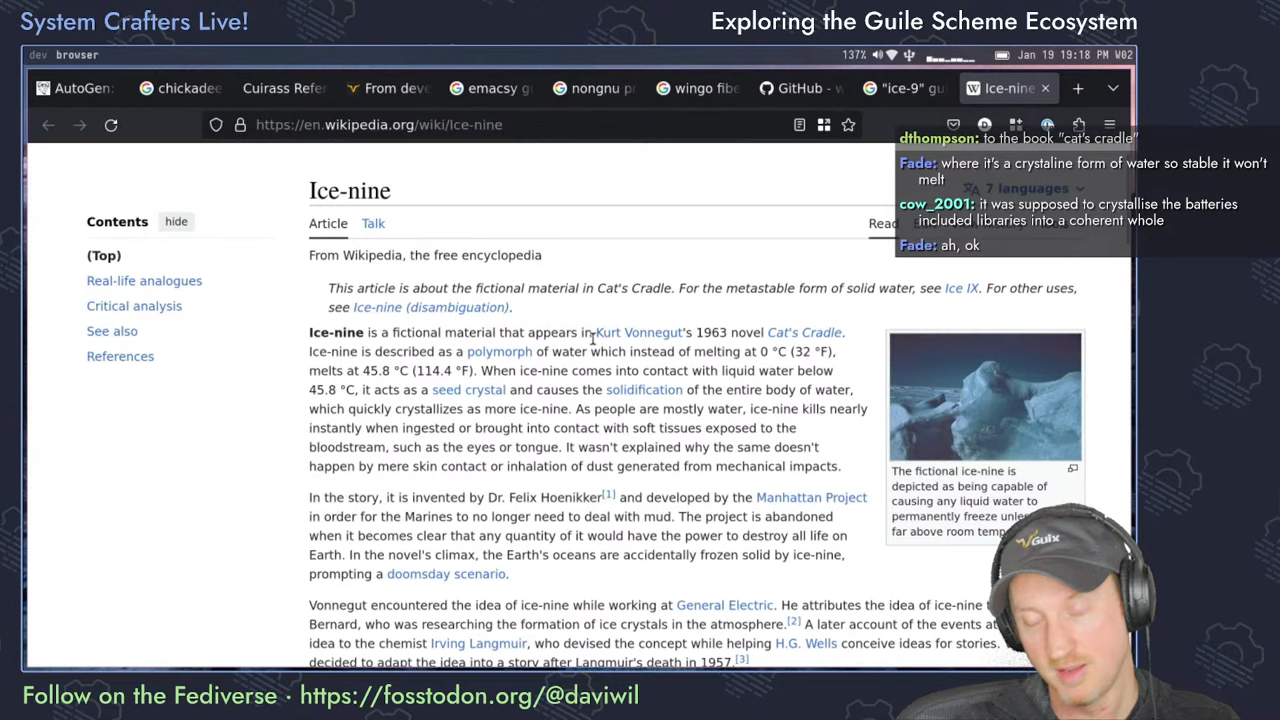 System Crafters Live!
Exploring the Guile Scheme Ecosystem
dev browser
137%
Jan 19 19:18 PM W02
AutoGen:
chickadee
Cuirass Refer
From deve
emacsy g
nongnu pr
wingo fibe
GitHub - w
"ice-9" gu
Ice-nine
https://en.wikipedia.org/wiki/Ice-nine
dthompson: to the book "cat's cradle"
Fade: where it's a crystaline form of water so stable it won't
melt
cow_2001: it was supposed to crystallise the batteries
included libraries into a coherent whole
Fade: ah, ok
Ice-nine
7 languages
Contents hide
Article Talk
Read
(Top)
Real-life analogues
Critical analysis
See also
References
From Wikipedia, the free encyclopedia
This article is about the fictional material in Cat's Cradle. For the metastable form of solid water, see Ice IX. For other uses,
see Ice-nine (disambiguation).
Ice-nine is a fictional material that appears in Kurt Vonnegut's 1963 novel Cat's Cradle.
Ice-nine is described as a polymorph of water which instead of melting at 0 °C (32 °F),
melts at 45.8 °C (114.4 °F). When ice-nine comes into contact with liquid water below
45.8 °C, it acts as a seed crystal and causes the solidification of the entire body of water,
which quickly crystallizes as more ice-nine. As people are mostly water, ice-nine kills nearly
instantly when ingested or brought into contact with soft tissues exposed to the
bloodstream, such as the eyes or tongue. It wasn't explained why the same doesn't
happen by mere skin contact or inhalation of dust generated from mechanical impacts.
The fictional ice-nine is
depicted as being capable of
causing any liquid water to
permanently freeze
far above room
In the story, it is invented by Dr. Felix Hoenikker[1] and developed by the Manhattan Project
in order for the Marines to no longer need to deal with mud. The project is abandoned
when it becomes clear that any quantity of it would have the power to destroy all life on
Earth. In the novel's climax, the Earth's oceans are accidentally frozen solid by ice-nine,
prompting a doomsday scenario.
Vonnegut encountered the idea of ice-nine while working at General Electric. He attributes the idea of ice-nine
Bernard, who was researching the formation of ice crystals in the atmosphere.[2] A later account of the events
idea to the chemist Irving Langmuir, who devised the concept while helping H.G. Wells conceive ideas for stories.
decided to adapt the idea into a story after Langmuir's death in 1957.[3]
Guix
Follow on the Fediverse · https://fosstodon.org/@daviwil